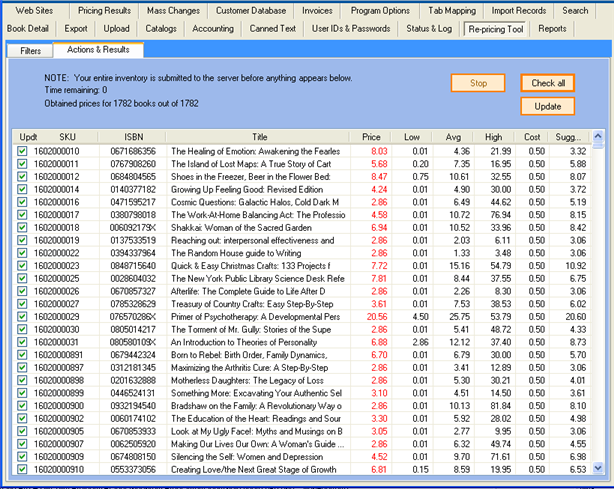 Web Sites Pricing Results Mass Changes Customer Database Invoices Program Options Tab Mapping Import Records Search
Book Detail Export Upload Catalogs Accounting Canned Text User IDs & Passwords Status & Log Re-pricing Tool Reports
Filters Actions & Results
NOTE: Your entire inventory is submitted to the server before anything appears below.
Time remaining: 0
Obtained prices for 1782 books out of 1782
Stop Check all
Update
Updt SKU ISBN Title Price Low Avg High Cost Sugg...
1602000010 0671686356 The Healing of Emotion: Awakening the Fearles 8.03 0.01 4.36 21.99 0.50 3.32
1602000011 0767908260 The Island of Lost Maps: A True Story of Cart 5.68 0.20 7.35 16.95 0.50 5.88
1602000012 0684804565 Shoes in the Freezer, Beer in the Flower Bed: 8.47 0.75 10.61 32.55 0.50 8.07
1602000014 0140377182 Growing Up Feeling Good: Revised Edition 4.24 0.01 4.90 30.00 0.50 3.72
1602000016 0471595217 Cosmic Questions: Galactic Halos, Cold Dark M 2.86 0.01 6.49 44.62 0.50 5.19
1602000017 0380798018 The Work-At-Home Balancing Act: The Professio 4.58 0.01 10.72 76.94 0.50 8.15
1602000018 006092179X Shakkai: Woman of the Sacred Garden 6.94 0.01 10.52 33.96 0.50 8.42
1602000019 0137533519 Reaching out: interpersonal effectiveness and 2.86 0.01 2.03 6.11 0.50 3.06
1602000022 0394337964 The Random House guide to Writing 2.86 0.01 1.33 3.48 0.50 3.06
1602000023 0848715640 Quick & Easy Christmas Crafts: 133 Projects f 7.72 0.01 15.16 54.79 0.50 10.92
1602000025 0028604032 The New York Public Library Science Desk Refe 7.81 0.01 8.44 37.55 0.50 6.75
1602000026 0670857327 Afterlife: The Complete Guide to Life After D 2.86 0.01 2.26 8.30 0.50 3.06
1602000027 0785328629 Treasury of Country Crafts: Easy Step-By-Step 3.61 0.01 7.53 38.53 0.50 6.02
1602000029 076570286X Primer of Psychotherapy: A Developmental Pers 20.56 4.50 25.75 53.79 0.50 20.60
1602000030 0805014217 The Torment of Mr. Gully: Stories of the Supe 2.86 0.01 5.41 48.72 0.50 4.33
1602000031 080580109X An Introduction to Theories of Personality 6.88 2.86 12.12 37.40 0.50 8.73
16020000891 0679442324 Born to Rebel: Birth Order, Family Dynamics, 6.70 0.01 6.79 30.00 0.50 5.70
16020000897 0312181345 Maximizing the Arthritis Cure: A Step-By-Step 2.86 0.01 3.41 12.89 0.50 3.06
16020000898 0201632888 Motherless Daughters: The Legacy of Loss 2.86 0.01 5.30 30.21 0.50 4.01
16020000899 0446524131 Something More: Excavating Your Authentic Sel 3.10 0.01 4.51 14.50 0.50 3.61
16020000900 0932194540 Bradshaw on the Family: A Revolutionary Way o 2.86 0.01 10.13 81.84 0.50 8.10
16020000902 0060174102 The Education of the Heart: Readings and Sour 3.30 0.01 5.92 28.02 0.50 4.98
16020000905 0670853933 Look at My Ugly Face!: Myths and Musings on B 3.05 0.01 2.77 9.95 0.50 3.06
16020000907 0062505920 Making Our Lives Our Own: A Woman's Guide ... 2.86 0.01 6.32 49.74 0.50 4.55
16020000909 0674808150 Silencing the Self: Women and Depression 4.52 0.01 9.70 71.61 0.50 6.98
16020000910 0553373056 Creating Love/the Next Great Stage of Growth 6.81 0.15 8.59 19.95 0.50 6.53